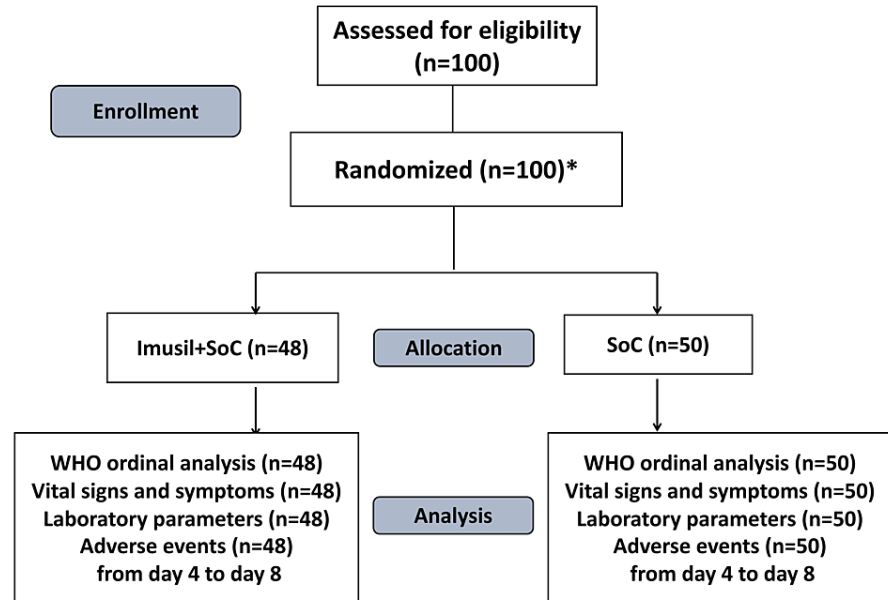 Assessed for eligibility
(n=100)
Enrollment
Randomized (n=100)*
Imusil+SoC (n=48)
Allocation
SoC (n=50)
WHO ordinal analysis (n=48)
Vital signs and symptoms (n=48)
Laboratory parameters (n=48)
Adverse events (n=48)
from day 4 to day 8
Analysis
WHO ordinal analysis (n=50)
Vital signs and symptoms (n=50)
Laboratory parameters (n=50)
Adverse events (n=50)
from day 4 to day 8